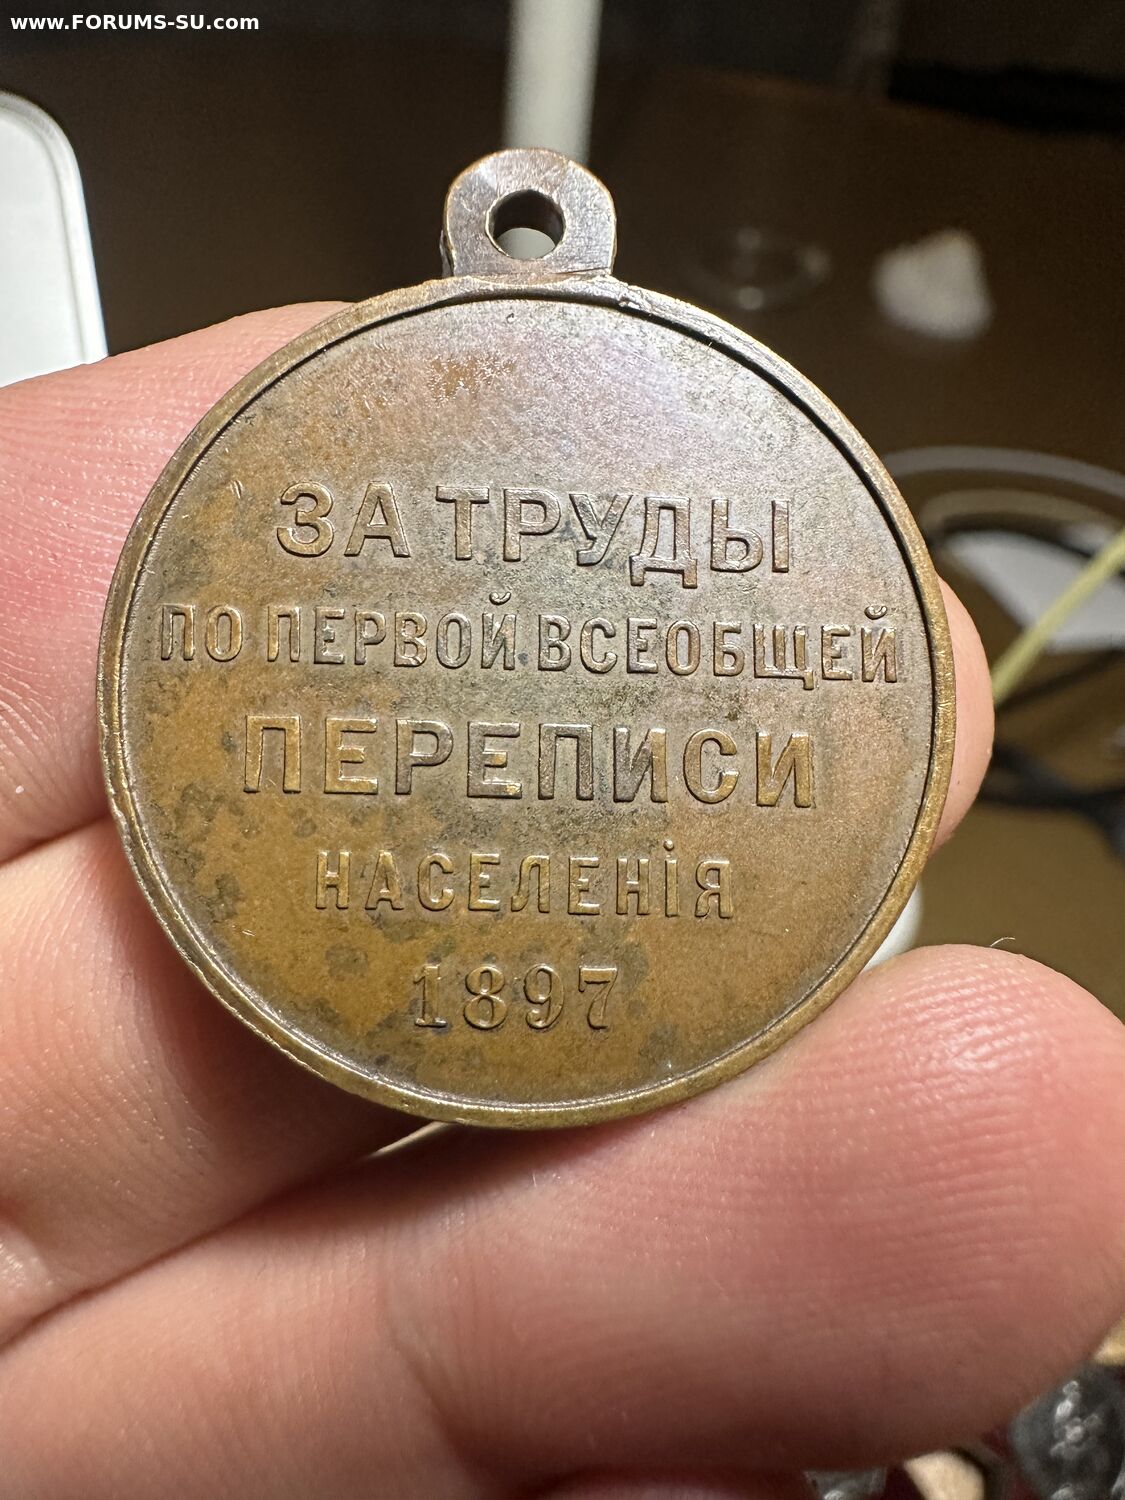 www.FORUMS-SU.com
ЗА ТРУДЫ
ПО ПЕРВОЙ ВСЕОБЩЕЙ
ПЕРЕПИСИ
НАСЕЛЕНІЯ
1897